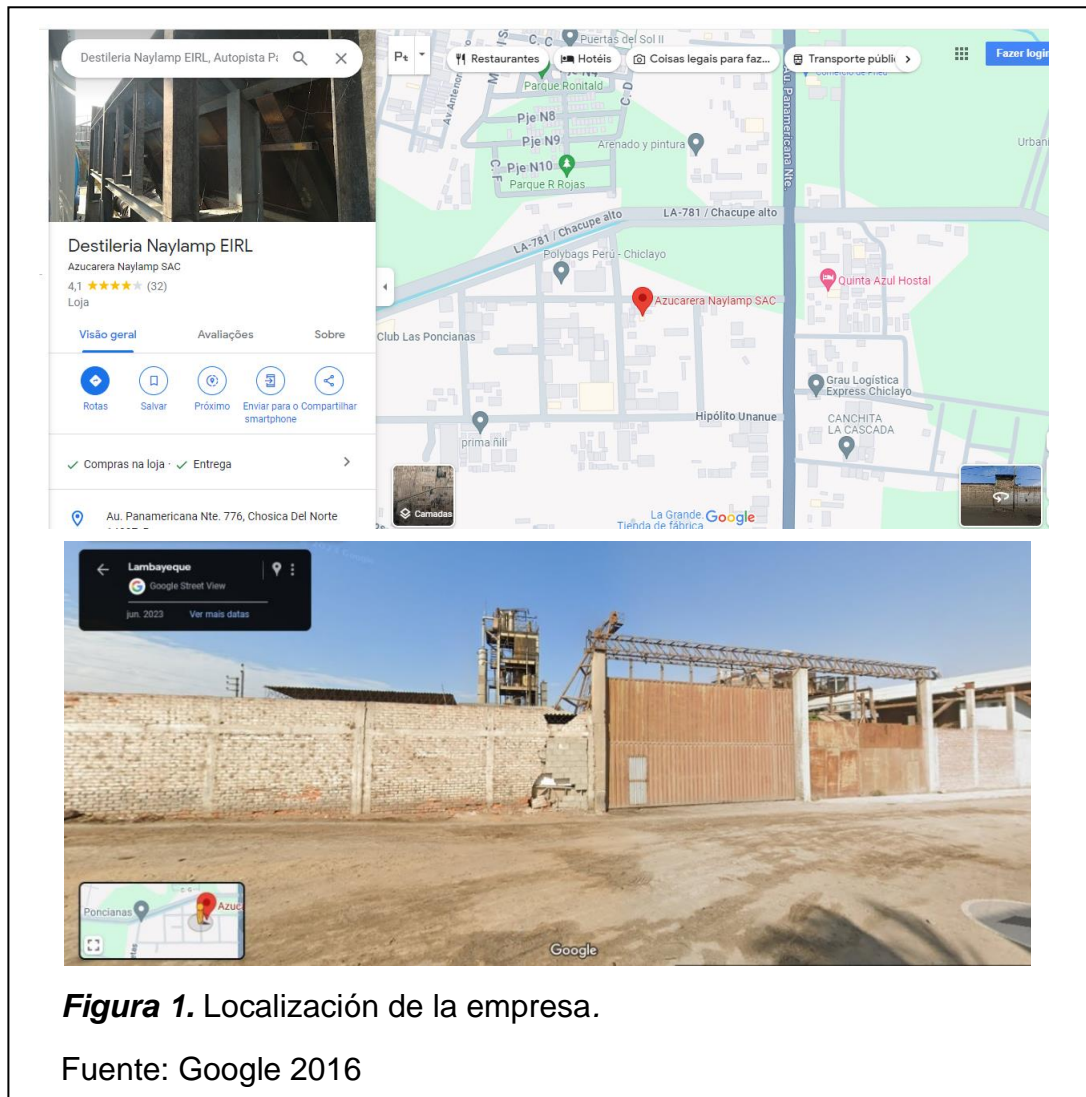 Destileria Naylamp EIRL, Autopista Pa
Destileria Naylamp EIRL
Azucarera Naylamp SAC
4,1 ★★★★★ (32)
Loja
Visão geral Avaliações Sobre
Rotas Salvar Próximo Enviar para o smartphone Compartilhar
Compras na loja · Entrega
Au. Panamericana Nte. 776, Chosica Del Norte
Restaurantes Hotéis Coisas legais para faz... Transporte públi Fazer login
C. C Puertas del Sol II
Av Antenor
Parque Ronitald
C. D
Pje N8
Pje N9
Arenado y pintura
Pje N10
C. F
Parque R Rojas
Au. Panamericana Nte.
Urbani
LA-781 / Chacupe alto
LA-781 / Chacupe alto
Polybags Perú - Chiclayo
Quinta Azul Hostal
Azucarera Naylamp SAC
Club Las Poncianas
Grau Logística
Express Chiclayo
Hipólito Unanue
CANCHITA
LA CASCADA
prima ñili
Camadas
La Grande.
Tienda de fábrica
Google
Lambayeque
Google Street View
jun. 2023 Ver mais datas
Poncianas
Azuc
Google
Figura 1. Localización de la empresa.
Fuente: Google 2016